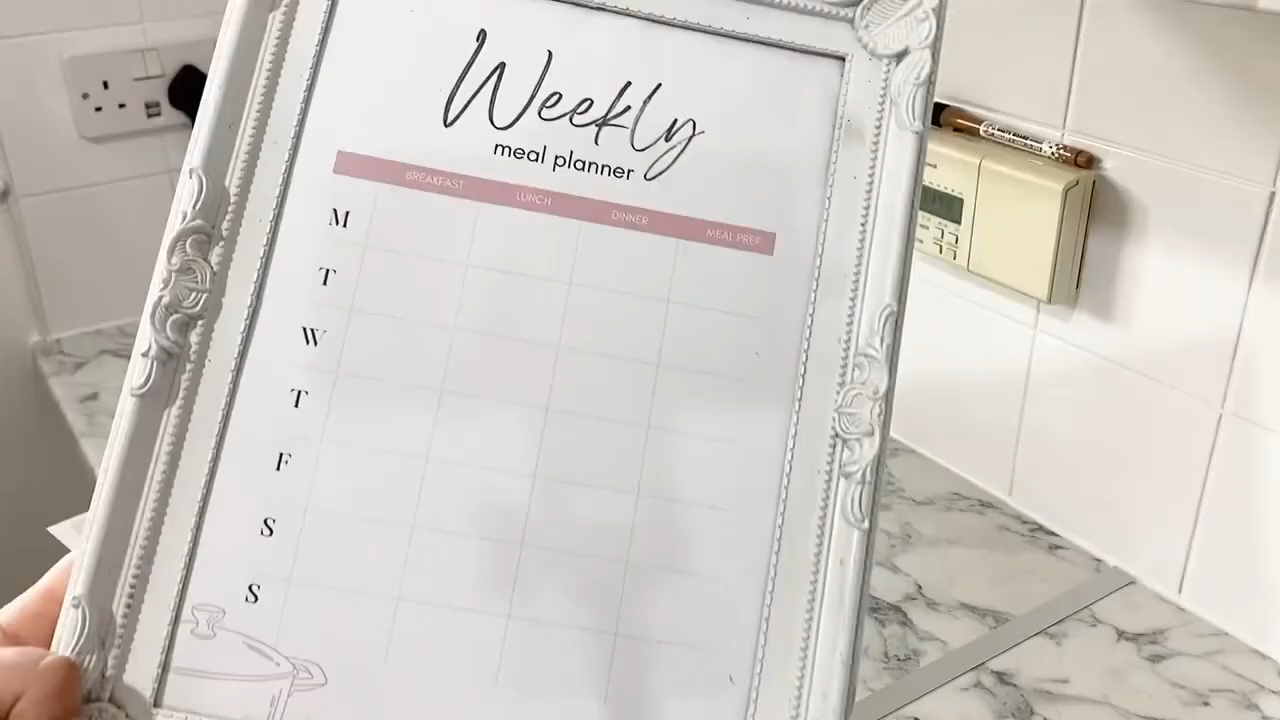 Weekly
meal planner
BREAKFAST LUNCH DINNER MEAL PREP
M
T
W
T
F
S
S